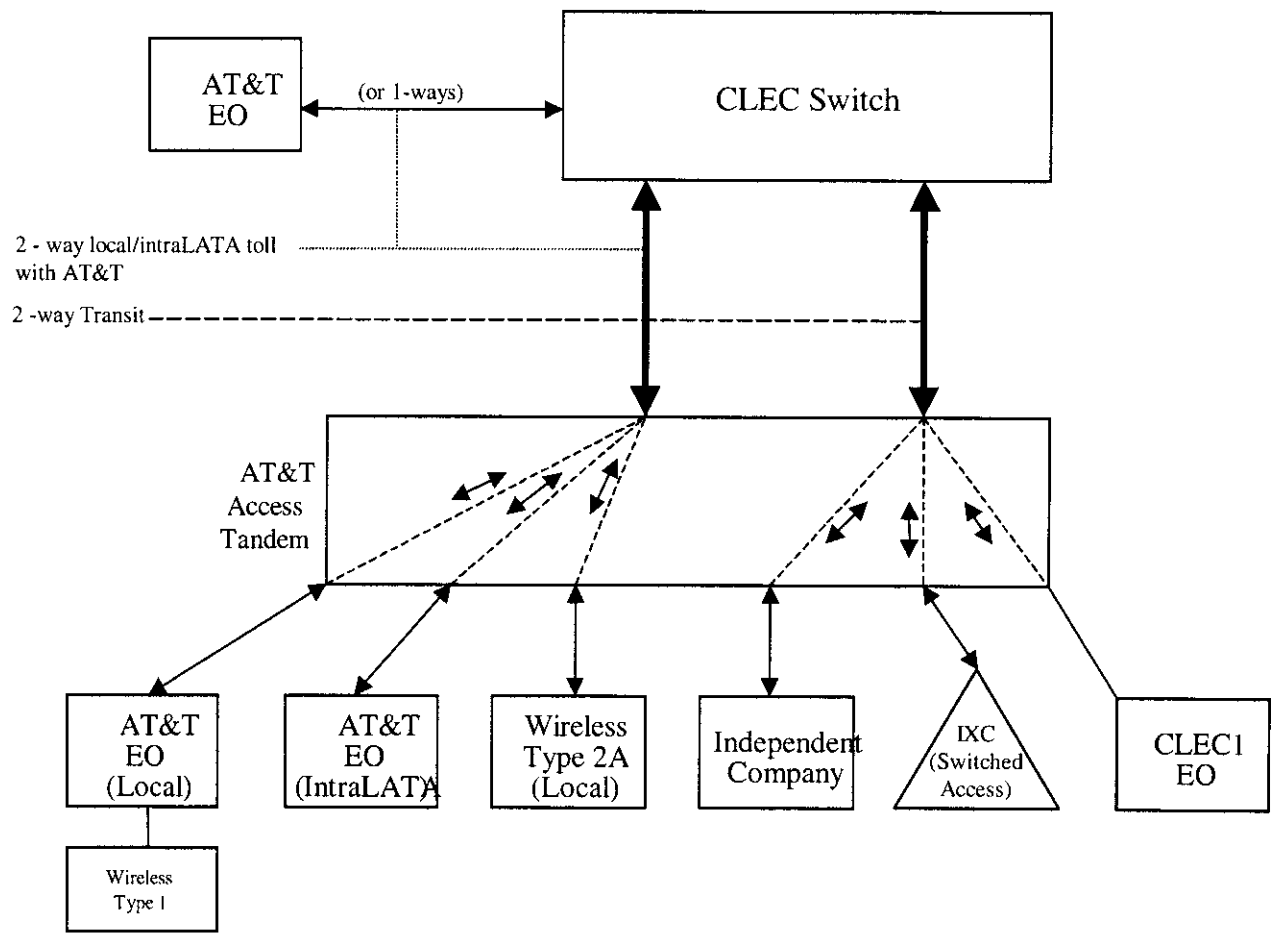 AT&T
EO
(or 1-ways)
CLEC Switch
2 - way local/intraLATA toll
with AT&T
2 -way Transit
AT&T
Access
Tandem
AT&T
EO
(Local)
AT&T
EO
(IntraLAT)A
Wireless
Type 2A
(Local)
Independent
Company
IXC
(Switched
Access)
CLEC1
EO
Wireless
Type 1